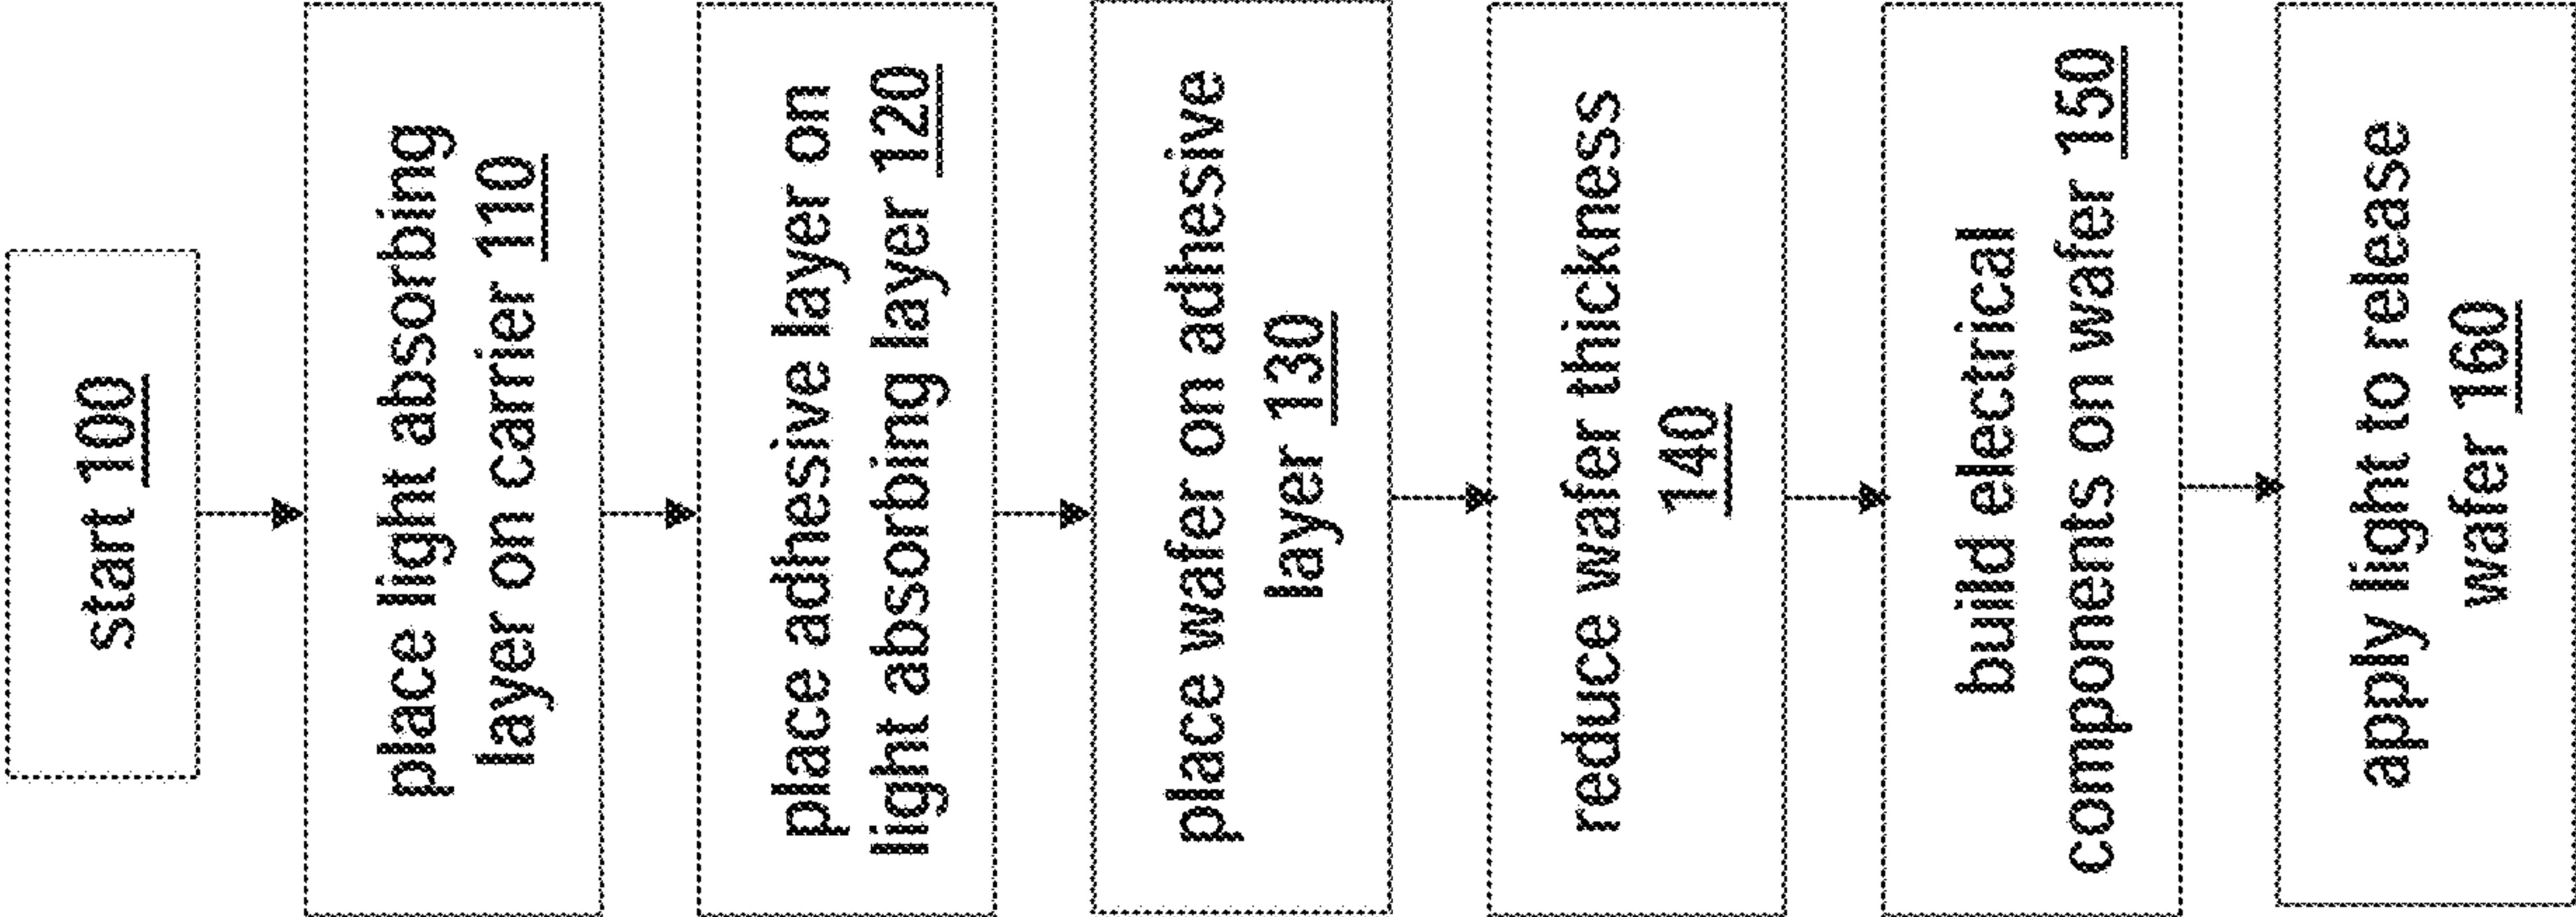 start 100
place light absorbing
layer on carrier 110
place adhesive layer on
light absorbing layer 120
place wafer on adhesive
layer 130
reduce wafer thickness
140
build electrical
components on wafer 150
apply light to release
wafer 160